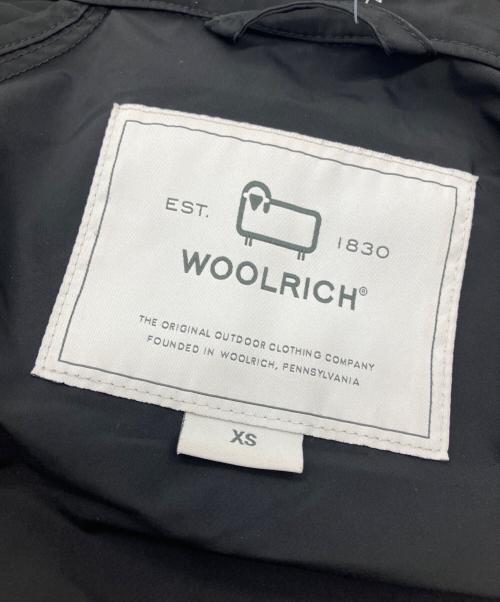 EST. 1830
WOOLRICH®
THE ORIGINAL OUTDOOR CLOTHING COMPANY
FOUNDED IN WOOLRICH, PENNSYLVANIA
XS